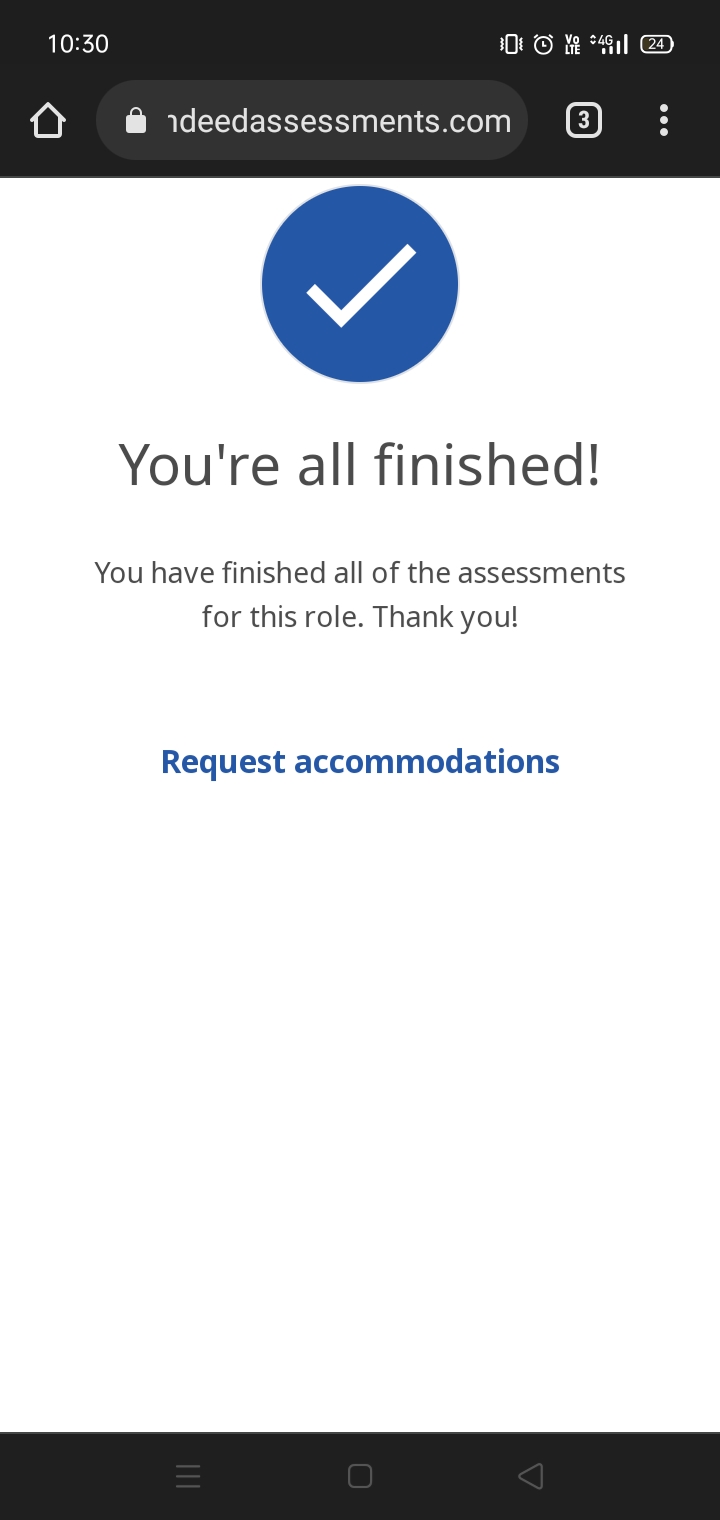 10:30
Vo
LTE
4G
24
ndeedassessments.com
3
You're all finished!
You have finished all of the assessments
for this role. Thank you!
Request accommodations